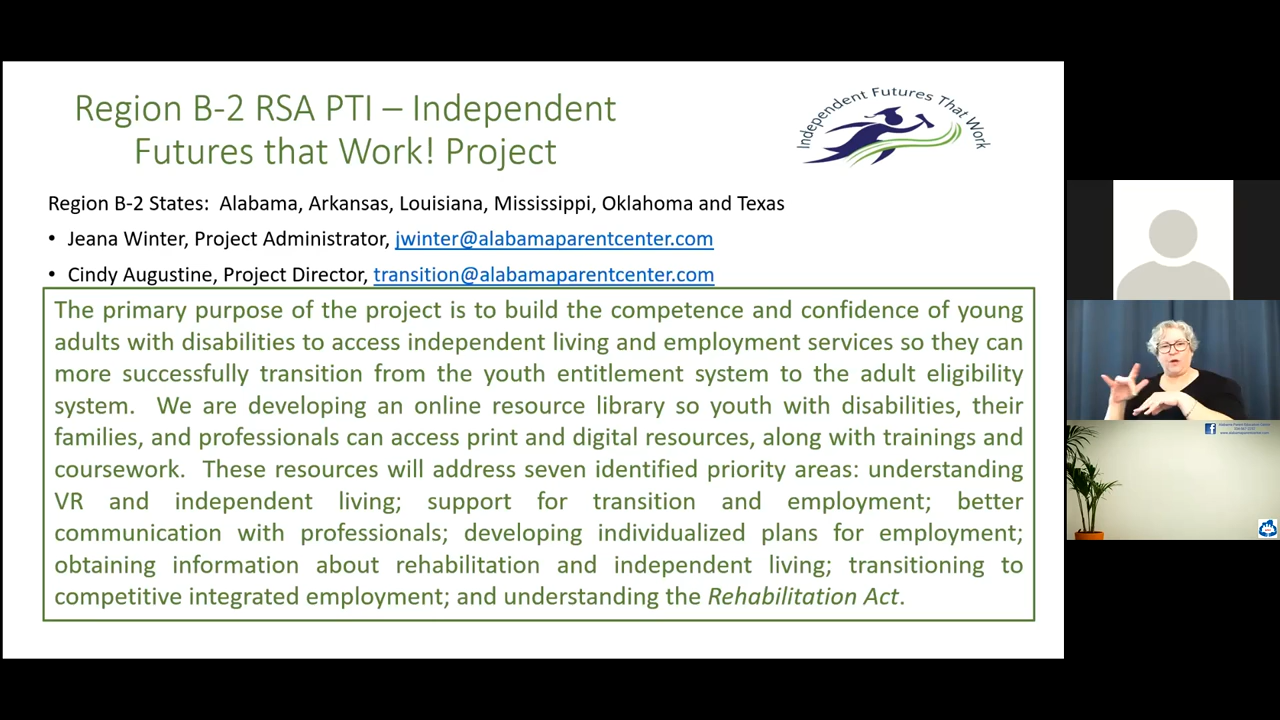 Region B-2 RSA PTI – Independent
Futures that Work! Project
Independent Futures That Work
Region B-2 States:  Alabama, Arkansas, Louisiana, Mississippi, Oklahoma and Texas
• Jeana Winter, Project Administrator, jwinter@alabamaparentcenter.com
• Cindy Augustine, Project Director, transition@alabamaparentcenter.com
The primary purpose of the project is to build the competence and confidence of young
adults with disabilities to access independent living and employment services so they can
more successfully transition from the youth entitlement system to the adult eligibility
system.  We are developing an online resource library so youth with disabilities, their
families, and professionals can access print and digital resources, along with trainings and
coursework.  These resources will address seven identified priority areas: understanding
VR and independent living; support for transition and employment; better
communication with professionals; developing individualized plans for employment;
obtaining information about rehabilitation and independent living; transitioning to
competitive integrated employment; and understanding the Rehabilitation Act.
Alabama Parent Education Center
www.alabamaparentcenter.com